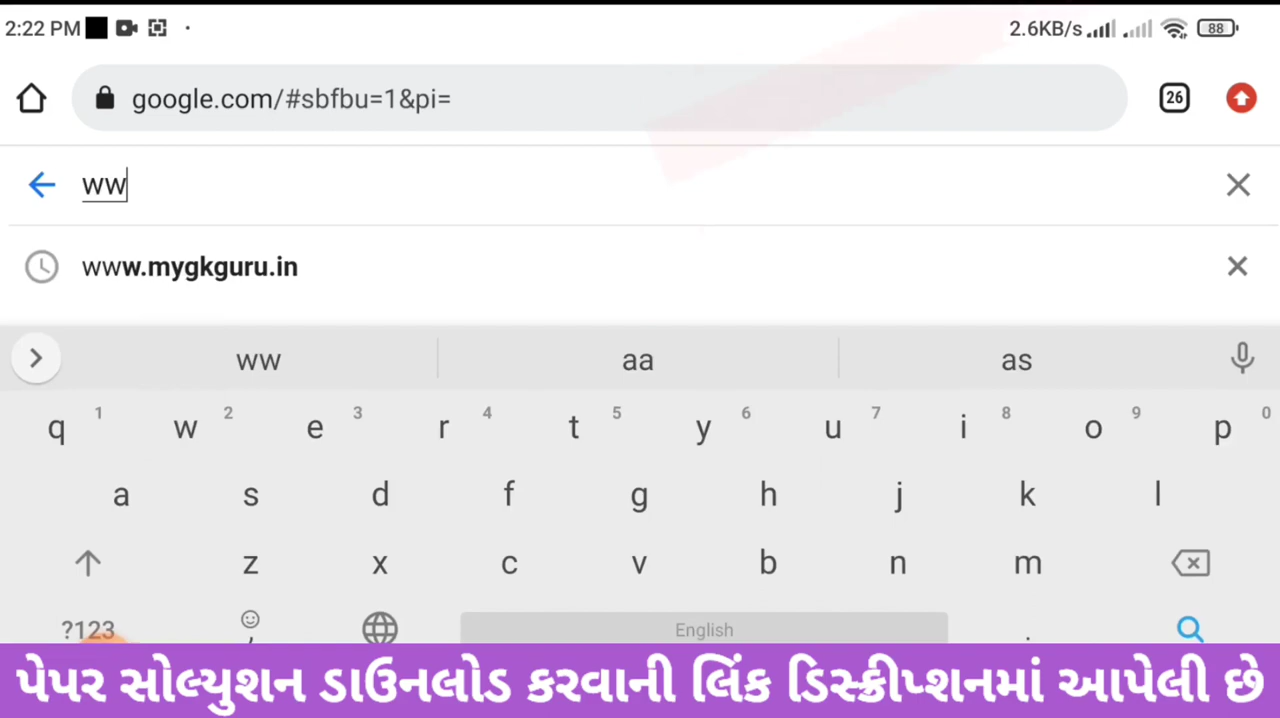 2:22 PM 2.6KB/s 88
google.com/#sbfbu=1&pi= 26
ww
www.mygkguru.in
ww aa as
q 1 w 2 e 3 r 4 t 5 y 6 u 7 i 8 o 9 p 0
a s d f g h j k l
z x c v b n m
?123 , English .
પેપર સોલ્યુશન ડાઉનલોડ કરવાની લિંક ડિસ્ક્રીપ્શનમાં આપેલી છે